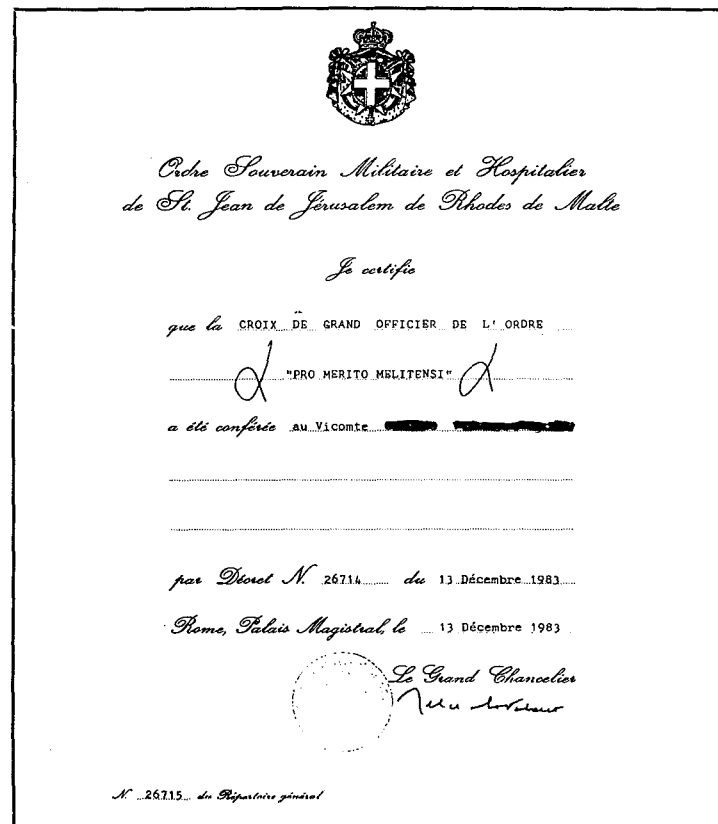 Ordre Souverain Militaire et Hospitalier
de St. Jean de Jérusalem de Rhodes de Malte
Je certifie
que la CROIX DE GRAND OFFICIER DE L' ORDRE
"PRO MERITO MELITENSI"
a été conférée au Vicomte
par Décret N. 26714 du 13 Décembre 1983
Rome, Palais Magistral, le 13 Décembre 1983
Le Grand Chancelier
N. 26715 du Répertoire général